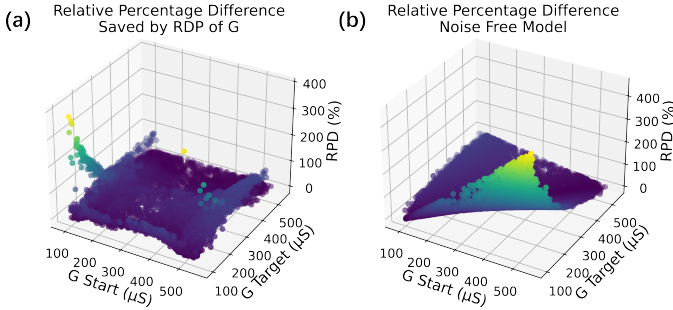 (a)
Relative Percentage Difference
Saved by RDP of G
400
300
200
100
0
RPD (%)
100
200
300
400
500
G Start (µS)
100
200
300
400
500
G Target (µS)
(b)
Relative Percentage Difference
Noise Free Model
400
300
200
100
0
RPD (%)
100
200
300
400
500
G Start (µS)
100
200
300
400
500
G Target (µS)